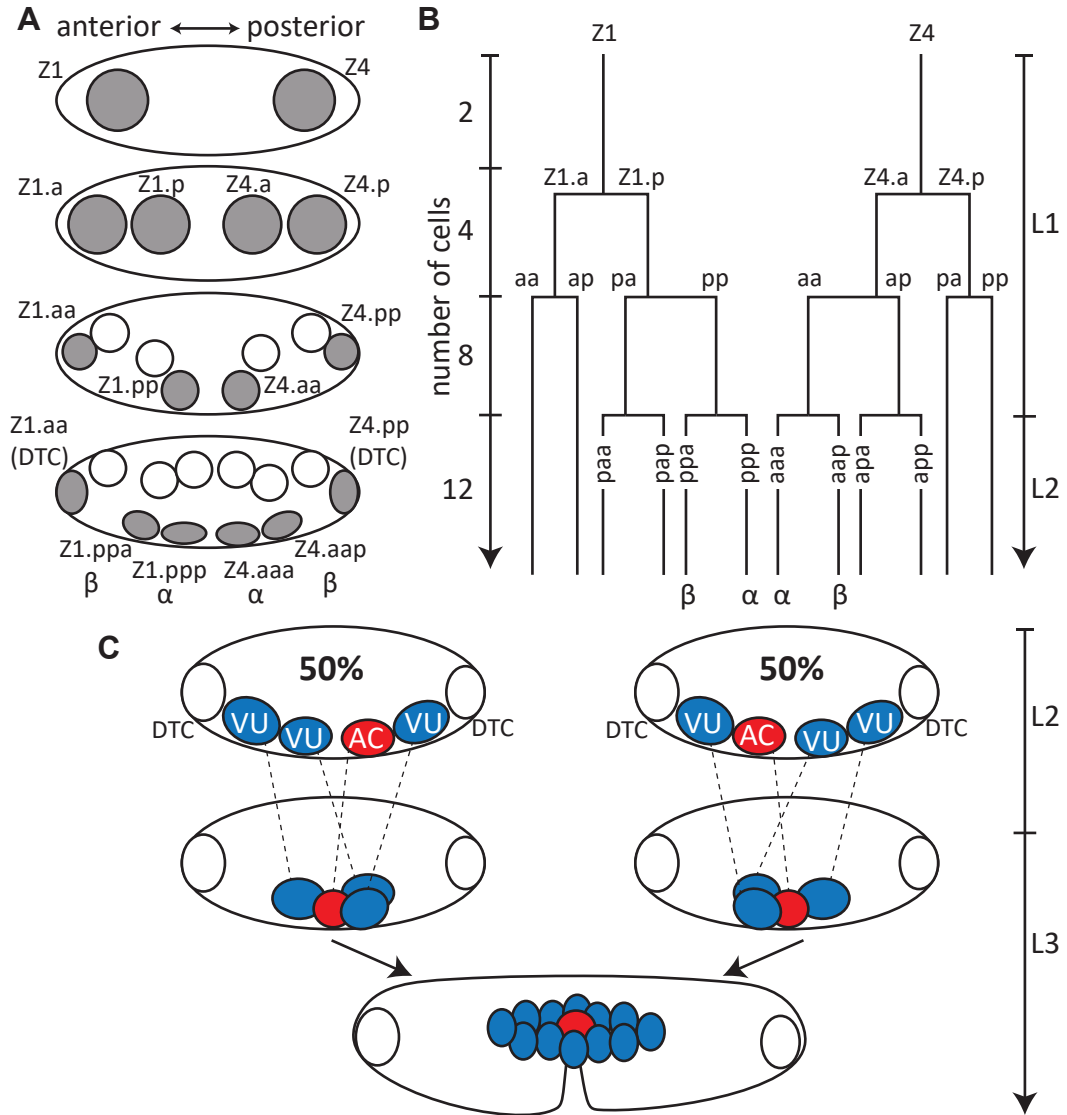 A
anterior posterior
Z1 Z4
Z1.a Z1.p Z4.a Z4.p
Z1.aa Z4.pp
Z1.pp Z4.aa
Z1.aa Z4.pp
(DTC) (DTC)
Z1.ppa Z4.aap
β Z1.ppp Z4.aaa β
α α
B
Z1 Z4
number of cells
2
4
8
12
Z1.a Z1.p Z4.a Z4.p
aa ap pa pp aa ap pa pp
paa pap ppa ppp aaa aap apa app
β α α β
L1
L2
C
50% 50%
VU VU AC VU VU AC VU VU
DTC DTC DTC DTC
L2
L3